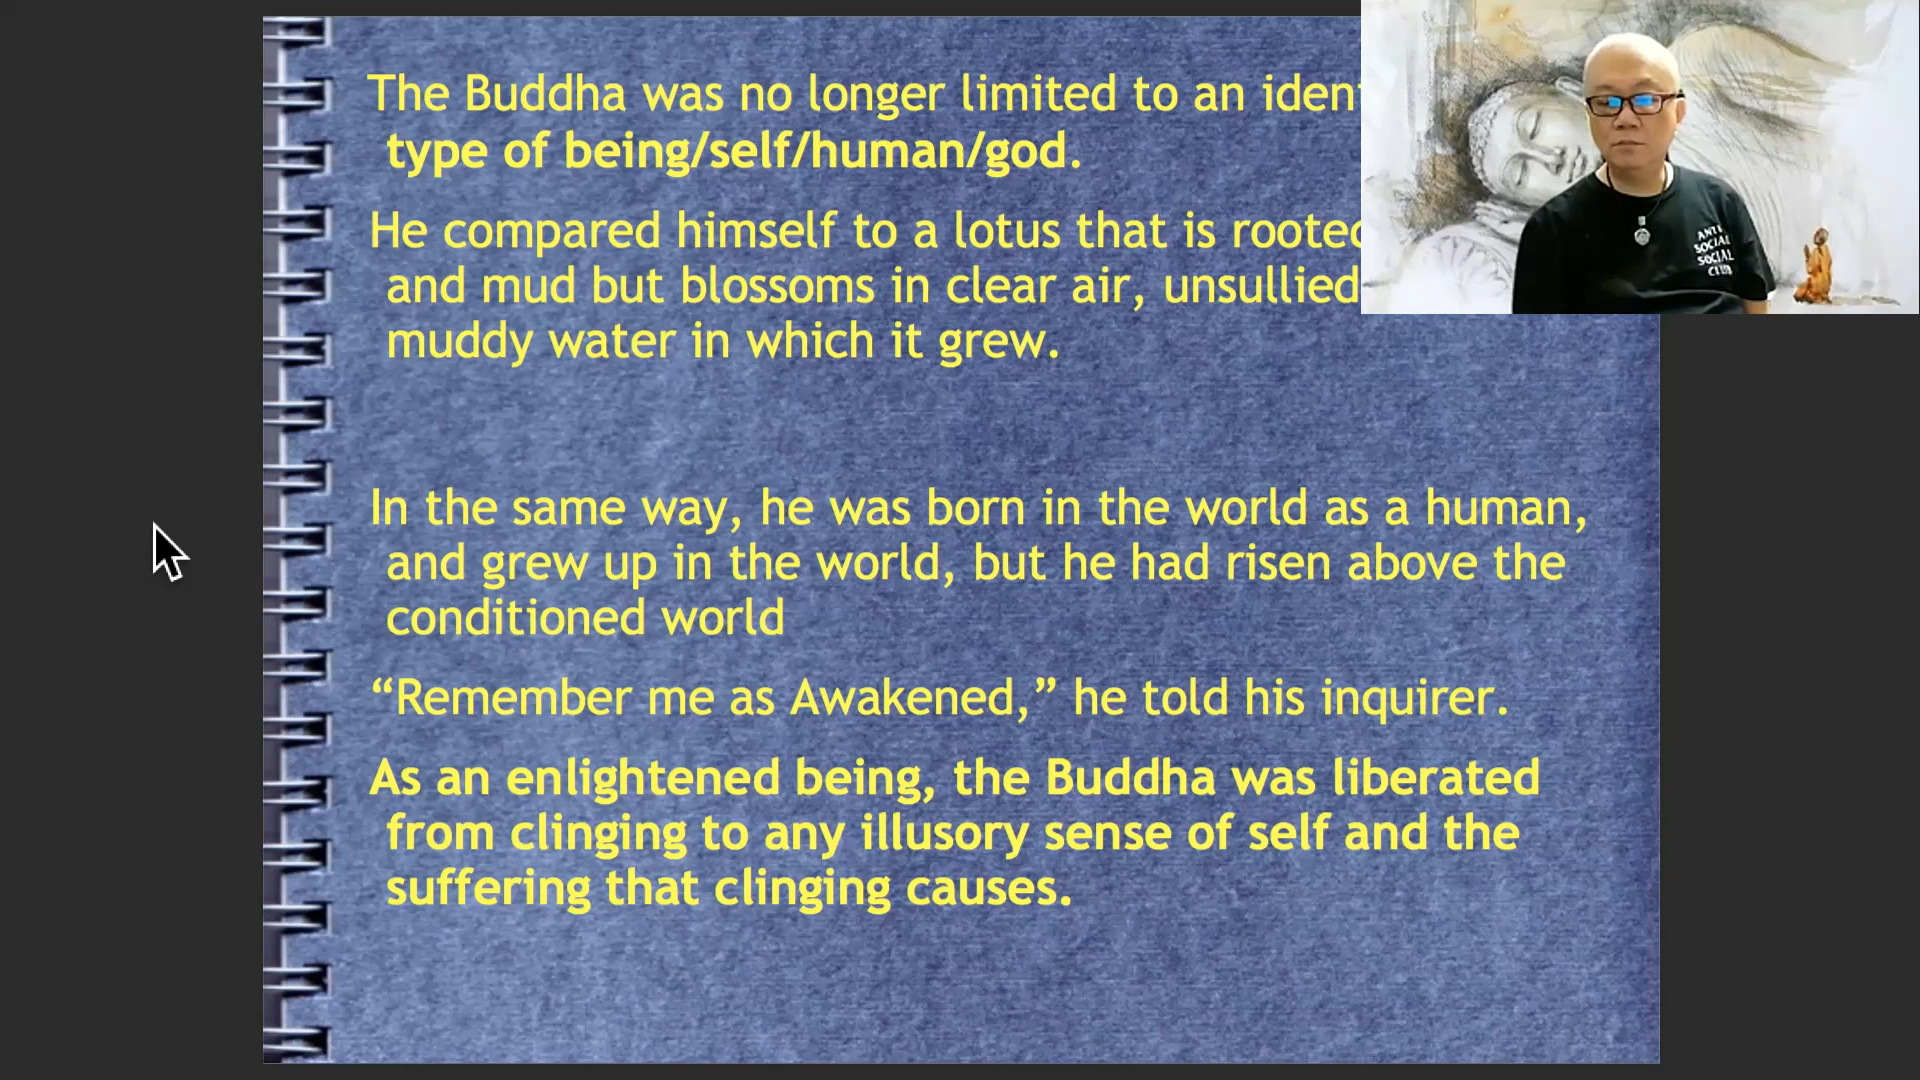 The Buddha was no longer limited to an
type of being/self/human/god.
He compared himself to a lotus that is
and mud but blossoms in clear air, unsullied
muddy water in which it grew.
In the same way, he was born in the world as a human,
and grew up in the world, but he had risen above the
conditioned world
“Remember me as Awakened,” he told his inquirer.
As an enlightened being, the Buddha was liberated
from clinging to any illusory sense of self and the
suffering that clinging causes.
ANTI
SOCIAL
SOCIAL
CLUB